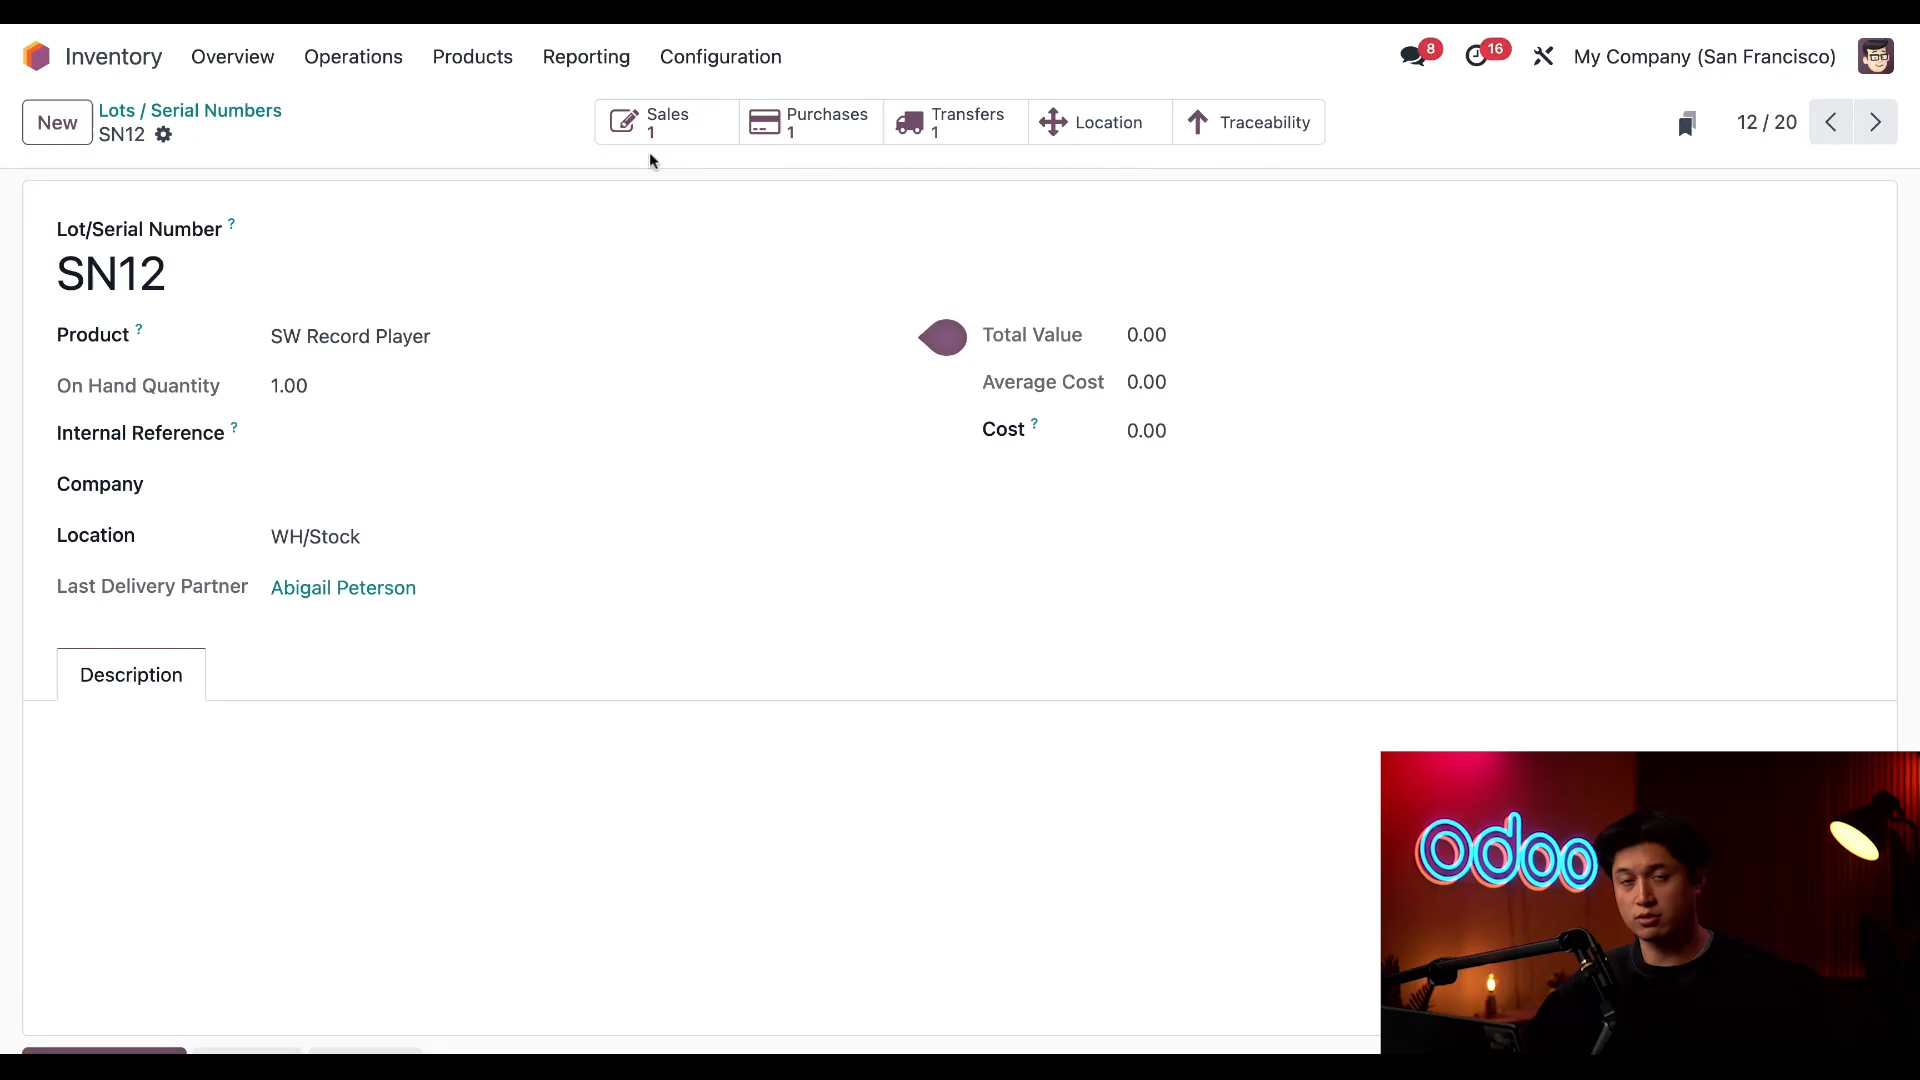 Inventory Overview Operations Products Reporting Configuration 8 16 My Company (San Francisco)
New Lots / Serial Numbers
SN12
Sales 1 Purchases 1 Transfers 1 Location Traceability 12 / 20
Lot/Serial Number ?
SN12
Product ? SW Record Player
On Hand Quantity 1.00
Internal Reference ?
Company
Location WH/Stock
Last Delivery Partner Abigail Peterson
Total Value 0.00
Average Cost 0.00
Cost ? 0.00
Description
odoo